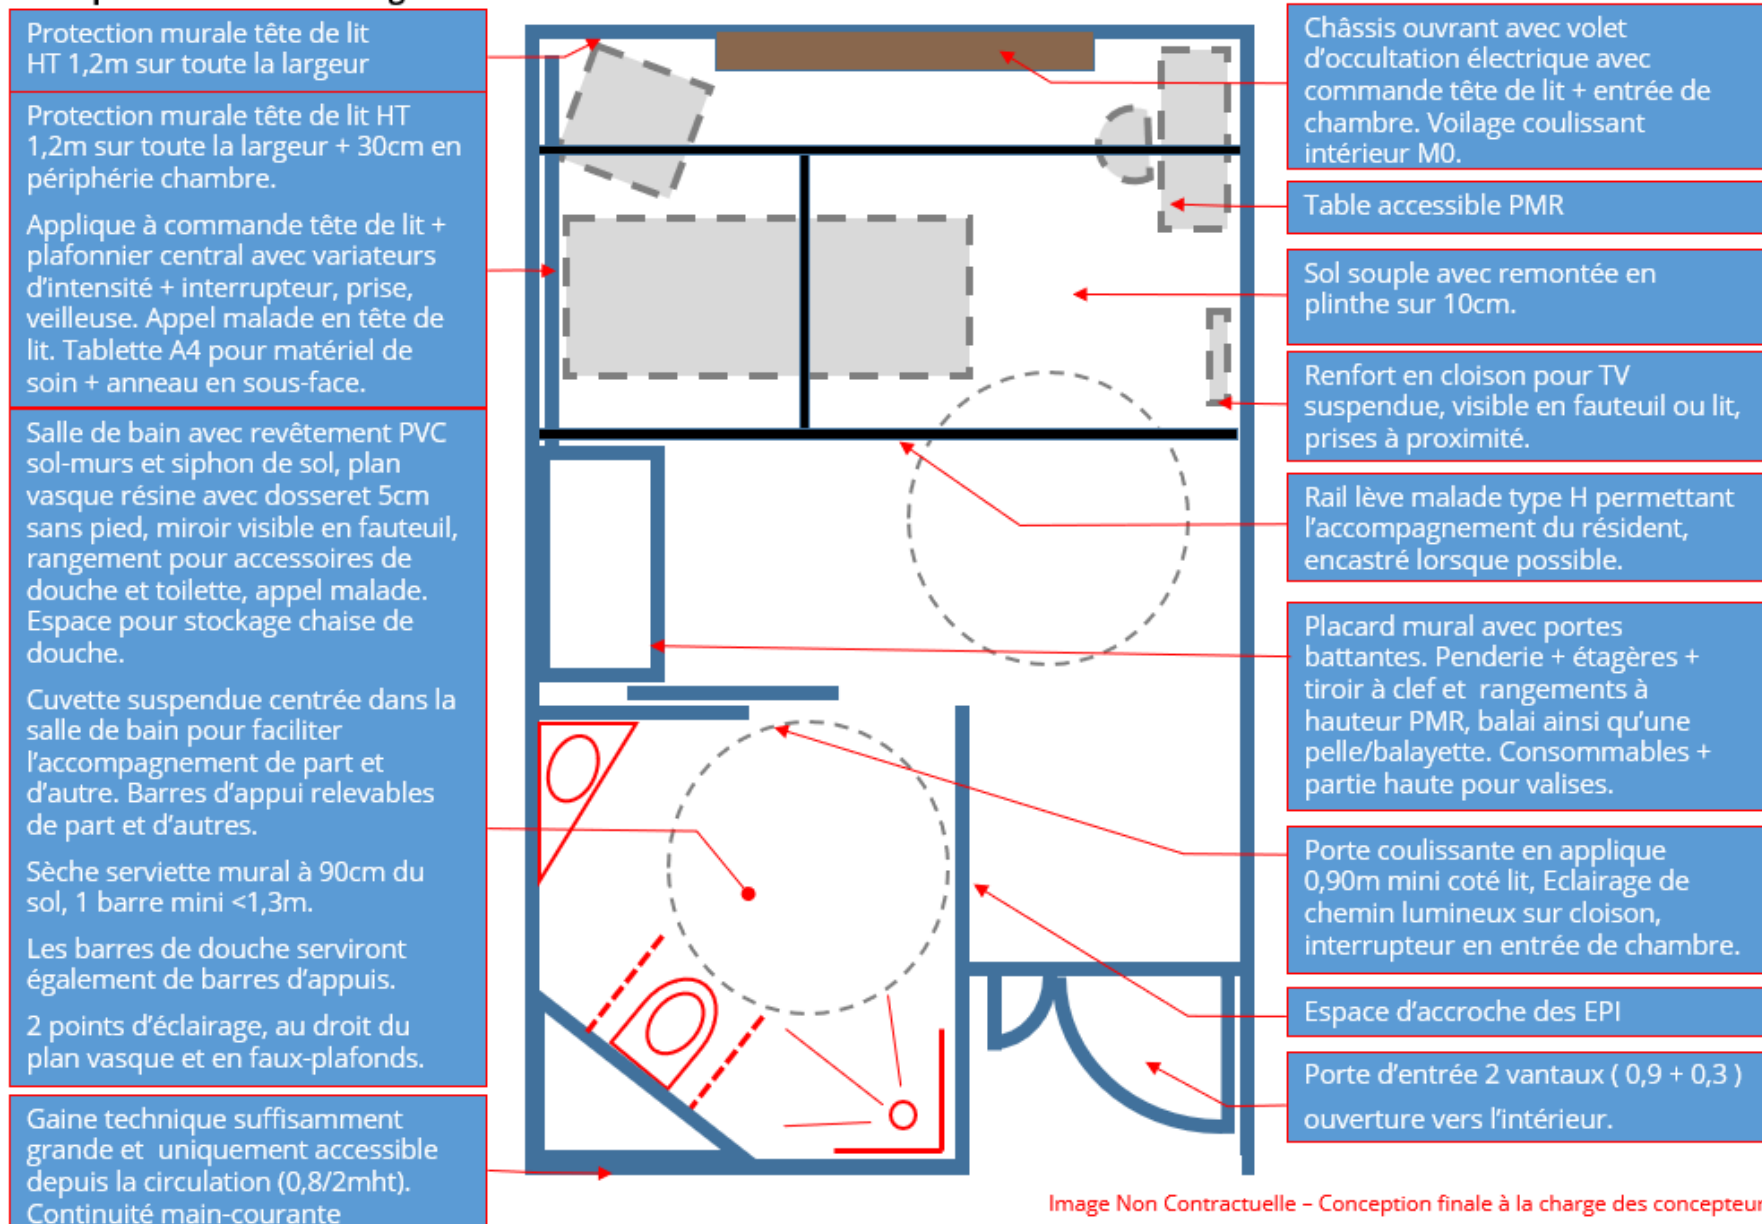 Protection murale tête de lit
HT 1,2m sur toute la largeur
Protection murale tête de lit HT
1,2m sur toute la largeur + 30cm en
périphérie chambre.
Applique à commande tête de lit +
plafonnier central avec variateurs
d'intensité + interrupteur, prise,
veilleuse. Appel malade en tête de
lit. Tablette A4 pour matériel de
soin + anneau en sous-face.
Salle de bain avec revêtement PVC
sol-murs et siphon de sol, plan
vasque résine avec dosseret 5cm
sans pied, miroir visible en fauteuil,
rangement pour accessoires de
douche et toilette, appel malade.
Espace pour stockage chaise de
douche.
Cuvette suspendue centrée dans la
salle de bain pour faciliter
l'accompagnement de part et
d'autre. Barres d'appui relevables
de part et d'autres.
Sèche serviette mural à 90cm du
sol, 1 barre mini <1,3m.
Les barres de douche serviront
également de barres d'appuis.
2 points d'éclairage, au droit du
plan vasque et en faux-plafonds.
Gaine technique suffisamment
grande et uniquement accessible
depuis la circulation (0,8/2mht).
Continuité main-courante
Châssis ouvrant avec volet
d'occultation électrique avec
commande tête de lit + entrée de
chambre. Voilage coulissant
intérieur M0.
Table accessible PMR
Sol souple avec remontée en
plinthe sur 10cm.
Renfort en cloison pour TV
suspendue, visible en fauteuil ou lit,
prises à proximité.
Rail lève malade type H permettant
l'accompagnement du résident,
encastré lorsque possible.
Placard mural avec portes
battantes. Penderie + étagères +
tiroir à clef et rangements à
hauteur PMR, balai ainsi qu'une
pelle/balayette. Consommables +
partie haute pour valises.
Porte coulissante en applique
0,90m mini coté lit, Eclairage de
chemin lumineux sur cloison,
interrupteur en entrée de chambre.
Espace d'accroche des EPI
Porte d'entrée 2 vantaux ( 0,9 + 0,3 )
ouverture vers l'intérieur.
Image Non Contractuelle – Conception finale à la charge des concepteur